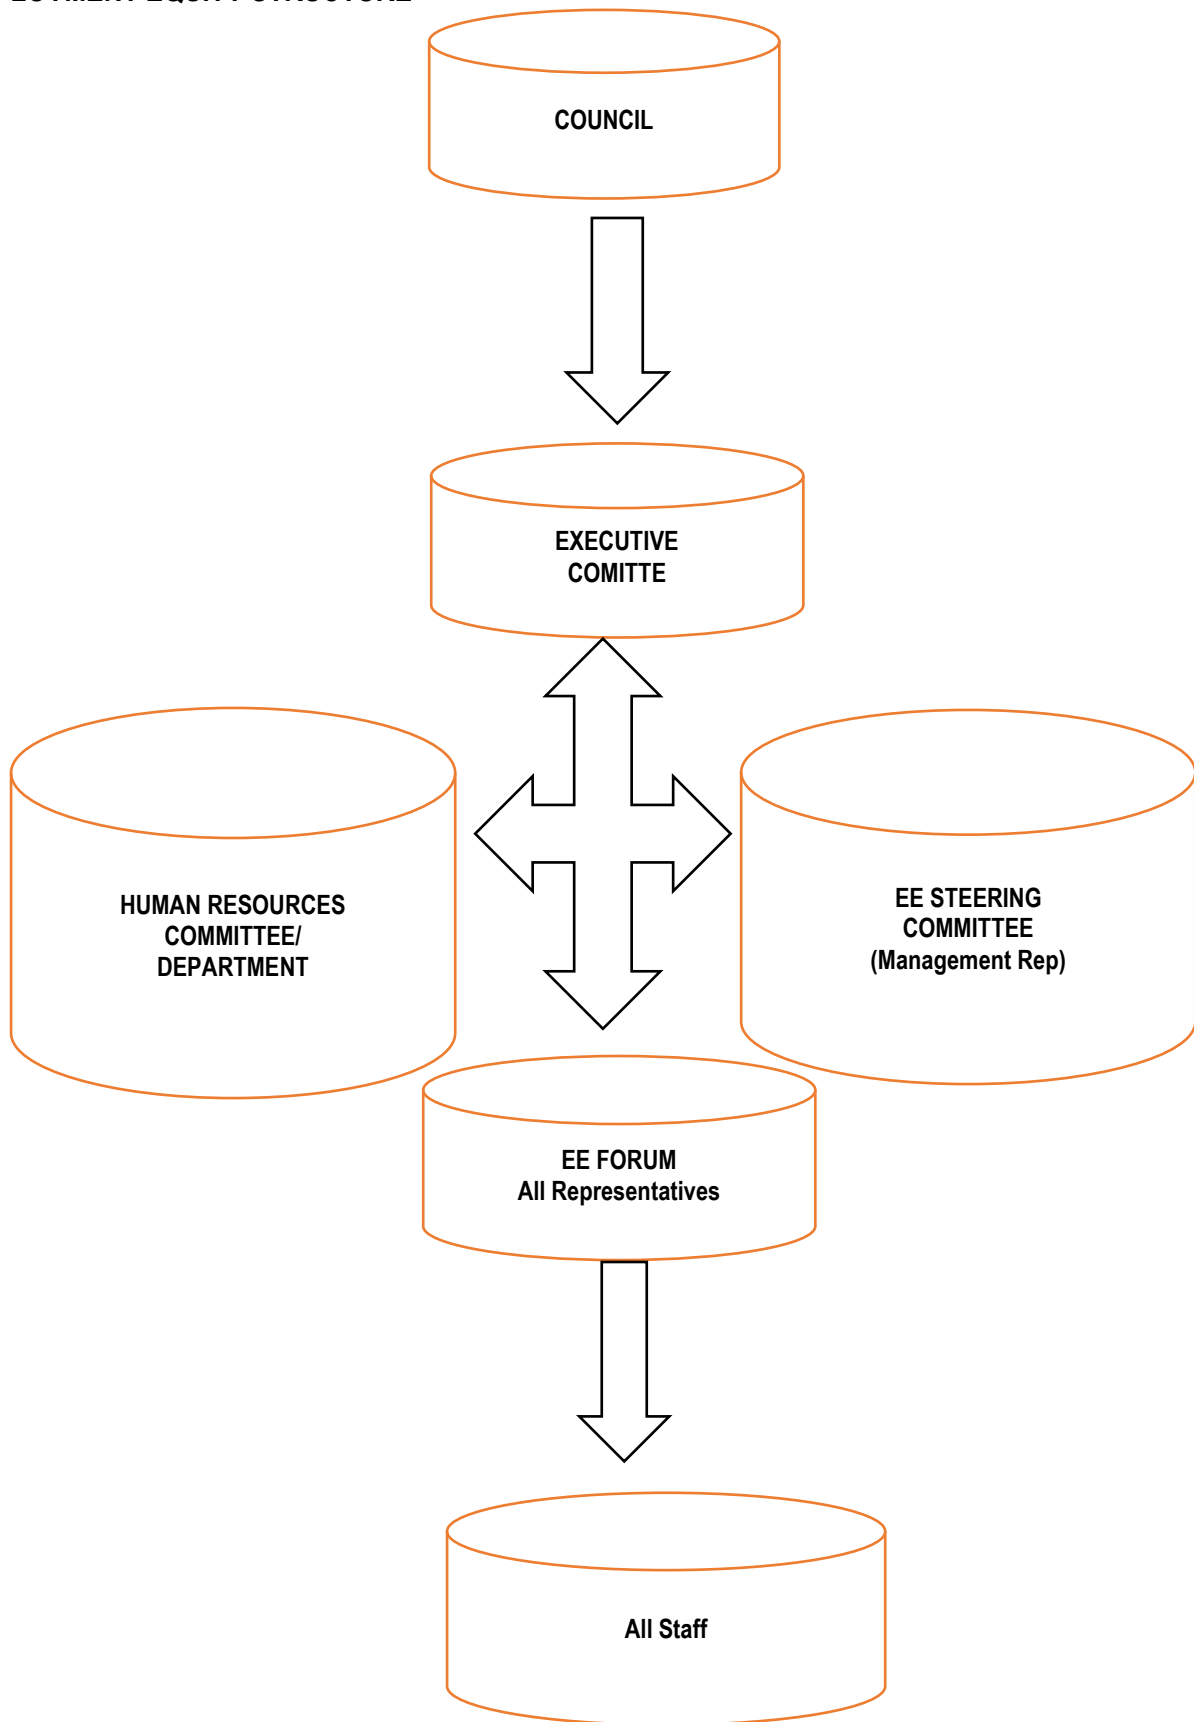 COUNCIL
EXECUTIVE
COMITTE
HUMAN RESOURCES
COMMITTEE/
DEPARTMENT
EE STEERING
COMMITTEE
(Management Rep)
EE FORUM
All Representatives
All Staff